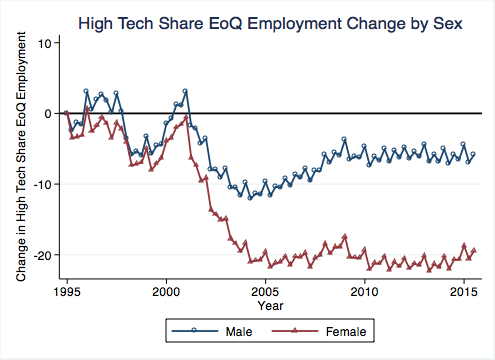 High Tech Share EoQ Employment Change by Sex
Change in High Tech Share EoQ Employment
10
0
-10
-20
1995 2000 2005 2010 2015
Year
Male Female